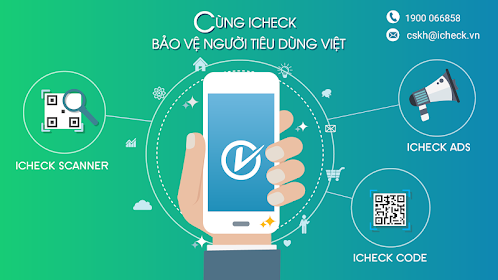 CÙNG ICHECK
BẢO VỆ NGƯỜI TIÊU DÙNG VIỆT
1900 066858
cskh@icheck.vn
ICHECK SCANNER
ICHECK ADS
ICHECK CODE